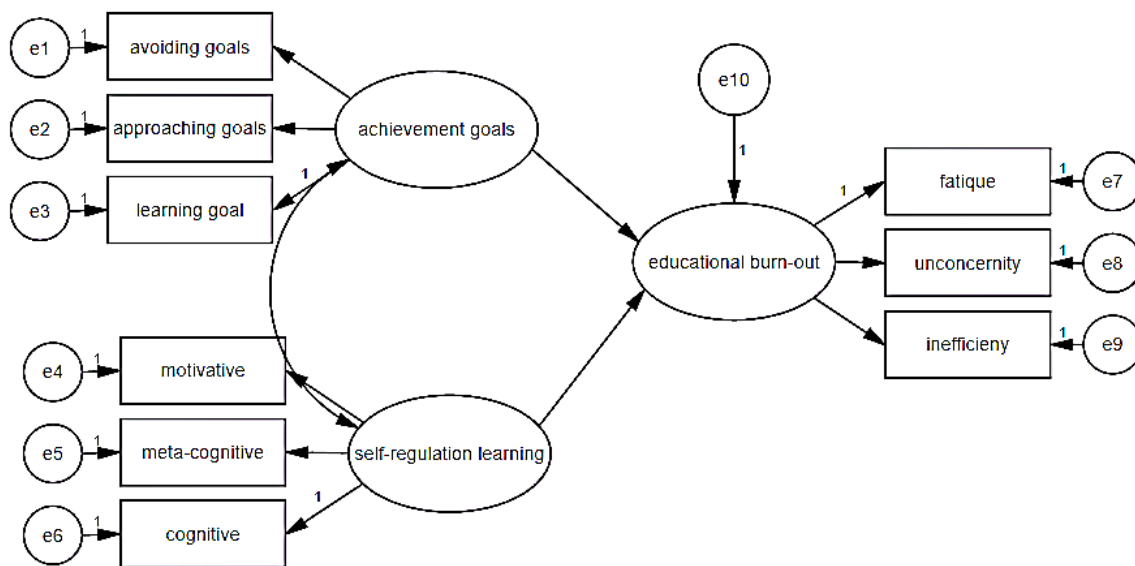 e1
1
avoiding goals
e2
1
approaching goals
e3
1
learning goal
1
achievement goals
e4
1
motivative
e5
1
meta-cognitive
e6
1
cognitive
1
self-regulation learning
e10
1
educational burn-out
1
fatique
1
e7
unconcernity
1
e8
inefficieny
1
e9